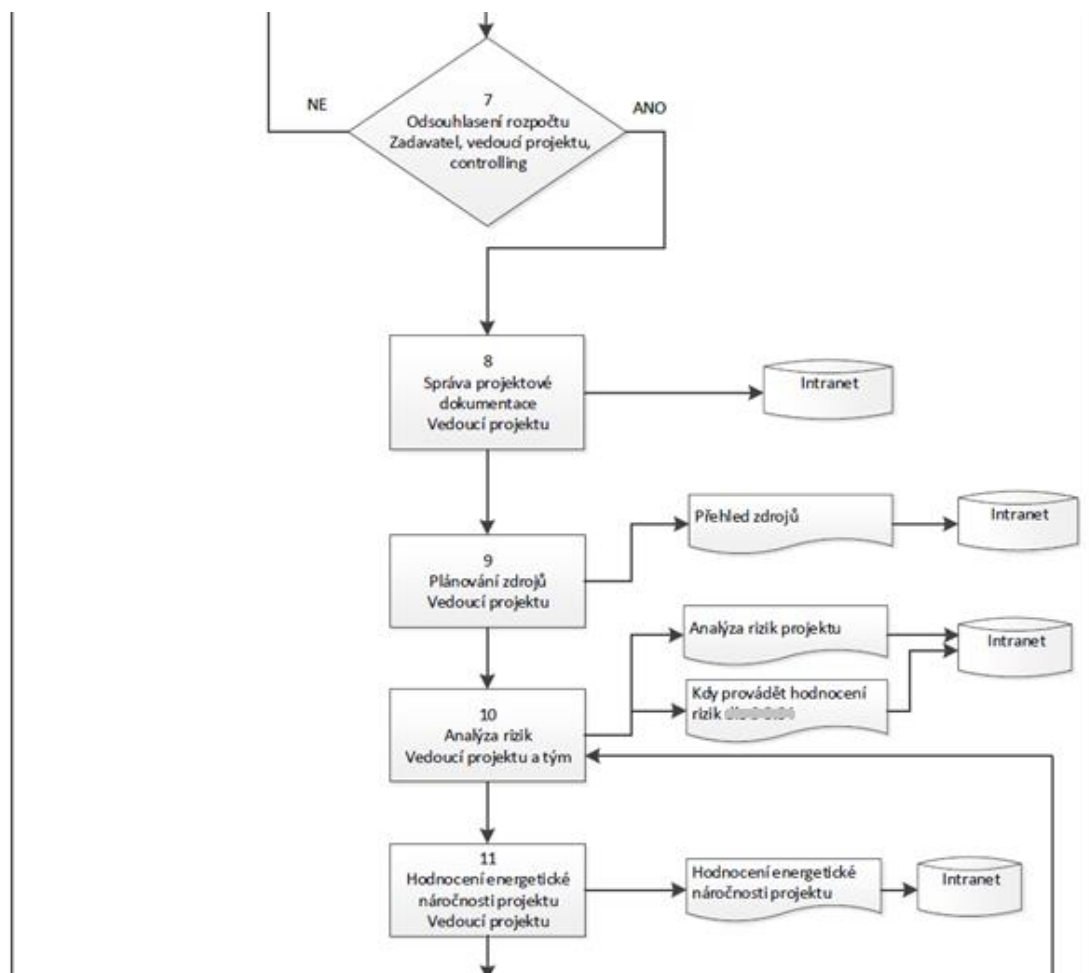 7
Odsouhlasení rozpočtu
Zadavatel, vedoucí projektu,
controlling
NE
ANO
8
Správa projektové
dokumentace
Vedoucí projektu
Intranet
9
Plánování zdrojů
Vedoucí projektu
Přehled zdrojů
Intranet
10
Analýza rizik
Vedoucí projektu a tým
Analýza rizik projektu
Kdy provádět hodnocení
rizik
Intranet
11
Hodnocení energetické
náročnosti projektu
Vedoucí projektu
Hodnocení energetické
náročnosti projektu
Intranet